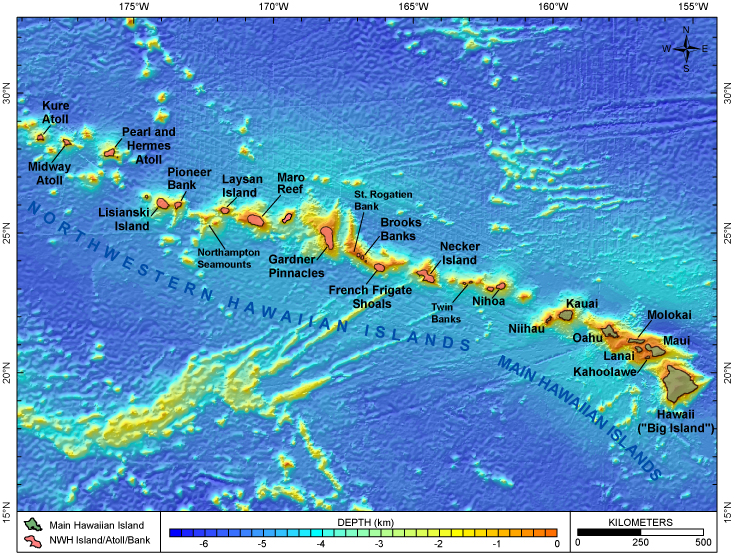 175°W
170°W
165°W
160°W
155°W
N
W E
S
30°N
25°N
20°N
15°N
30°N
25°N
20°N
15°N
Kure
Atoll
Midway
Atoll
Pearl and
Hermes
Atoll
Pioneer
Bank
Lisianski
Island
Laysan
Island
Northampton
Seamounts
Maro
Reef
Gardner
Pinnacles
St. Rogatien
Bank
Brooks
Banks
French Frigate
Shoals
Necker
Island
Twin
Banks
Nihoa
Niihau
Kauai
Oahu
Molokai
Maui
Lanai
Kahoolawe
Hawaii
("Big Island")
NORTHWESTERN HAWAIIAN ISLANDS
MAIN HAWAIIAN ISLANDS
Main Hawaiian Island
NWH Island/Atoll/Bank
DEPTH (km)
-6 -5 -4 -3 -2 -1 0
KILOMETERS
0 250 500